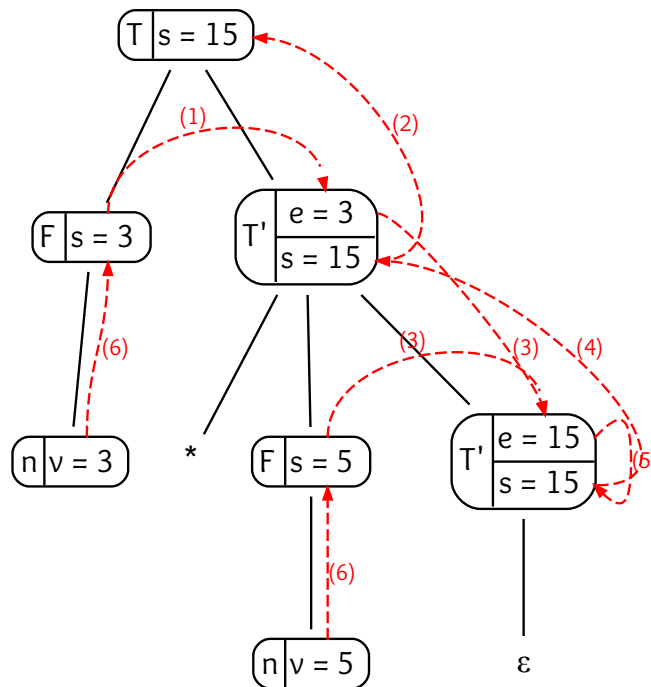 T s = 15
(1)
(2)
F s = 3
T' e = 3
s = 15
(6)
(3)
(3)
(4)
n ν = 3
*
F s = 5
T' e = 15
s = 15
(5
(6)
n ν = 5
ε